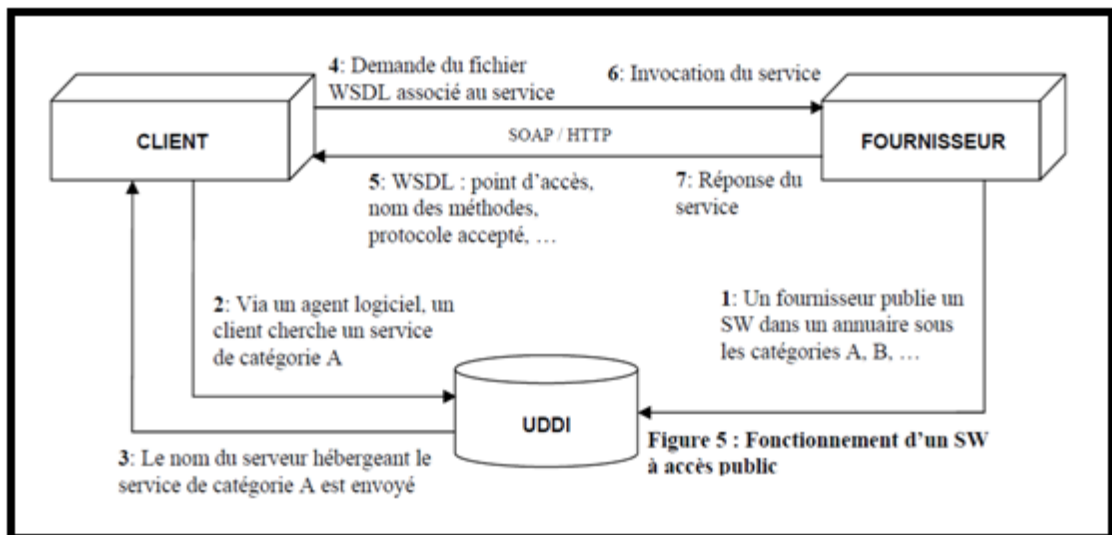 4: Demande du fichier
WSDL associé au service
6: Invocation du service
CLIENT
SOAP / HTTP
FOURNISSEUR
5: WSDL : point d'accès,
nom des méthodes,
protocole accepté, …
7: Réponse du
service
2: Via un agent logiciel, un
client cherche un service
de catégorie A
1: Un fournisseur publie un
SW dans un annuaire sous
les catégories A, B, …
UDDI
3: Le nom du serveur hébergeant le
service de catégorie A est envoyé
Figure 5 : Fonctionnement d'un SW
à accès public